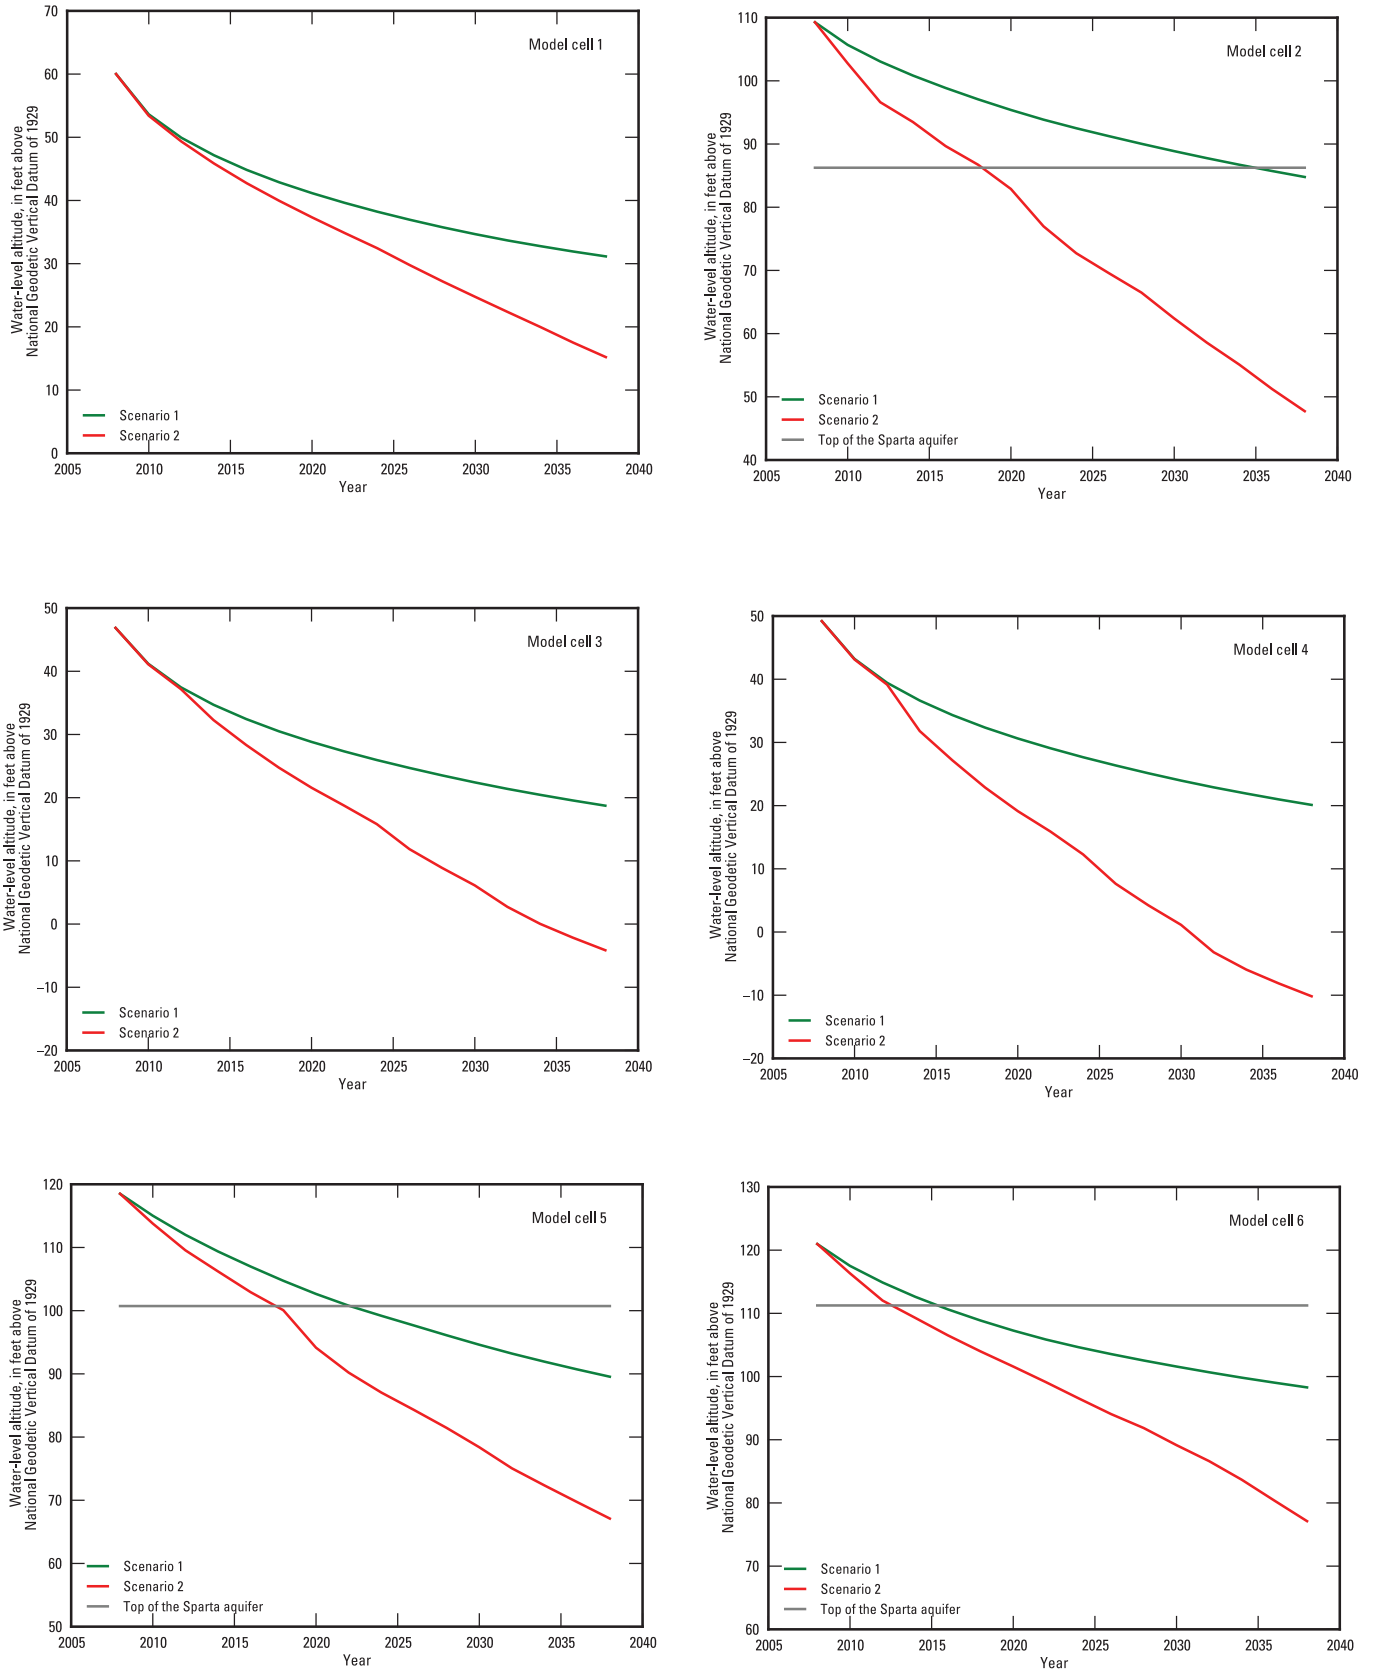 Model cell 1
Water-level altitude, in feet above
National Geodetic Vertical Datum of 1929
70
60
50
40
30
20
10
0
Scenario 1
Scenario 2
2005 2010 2015 2020 2025 2030 2035 2040
Year
Model cell 2
Water-level altitude, in feet above
National Geodetic Vertical Datum of 1929
110
100
90
80
70
60
50
40
Scenario 1
Scenario 2
Top of the Sparta aquifer
2005 2010 2015 2020 2025 2030 2035 2040
Year
Model cell 3
Water-level altitude, in feet above
National Geodetic Vertical Datum of 1929
50
40
30
20
10
0
–10
–20
Scenario 1
Scenario 2
2005 2010 2015 2020 2025 2030 2035 2040
Year
Model cell 4
Water-level altitude, in feet above
National Geodetic Vertical Datum of 1929
50
40
30
20
10
0
–10
–20
Scenario 1
Scenario 2
2005 2010 2015 2020 2025 2030 2035 2040
Year
Model cell 5
Water-level altitude, in feet above
National Geodetic Vertical Datum of 1929
120
110
100
90
80
70
60
50
Scenario 1
Scenario 2
Top of the Sparta aquifer
2005 2010 2015 2020 2025 2030 2035 2040
Year
Model cell 6
Water-level altitude, in feet above
National Geodetic Vertical Datum of 1929
130
120
110
100
90
80
70
60
Scenario 1
Scenario 2
Top of the Sparta aquifer
2005 2010 2015 2020 2025 2030 2035 2040
Year